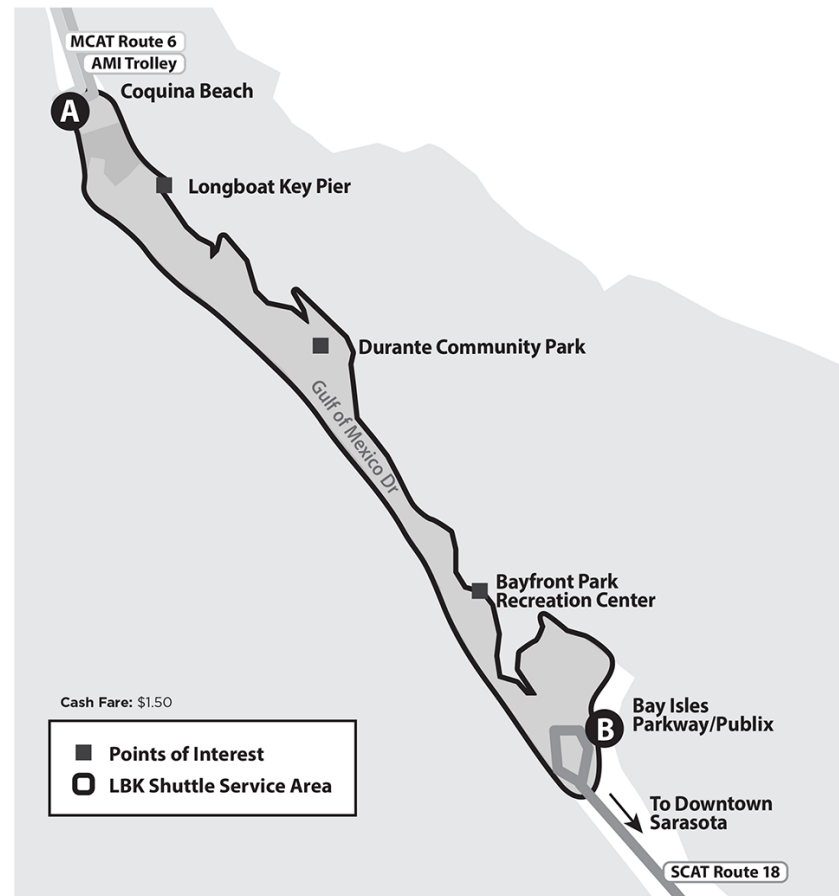 MCAT Route 6
AMI Trolley
Coquina Beach
A
Longboat Key Pier
Durante Community Park
Gulf of Mexico Dr
Bayfront Park
Recreation Center
Bay Isles
Parkway/Publix
B
To Downtown
Sarasota
SCAT Route 18
Cash Fare: $1.50
Points of Interest
LBK Shuttle Service Area